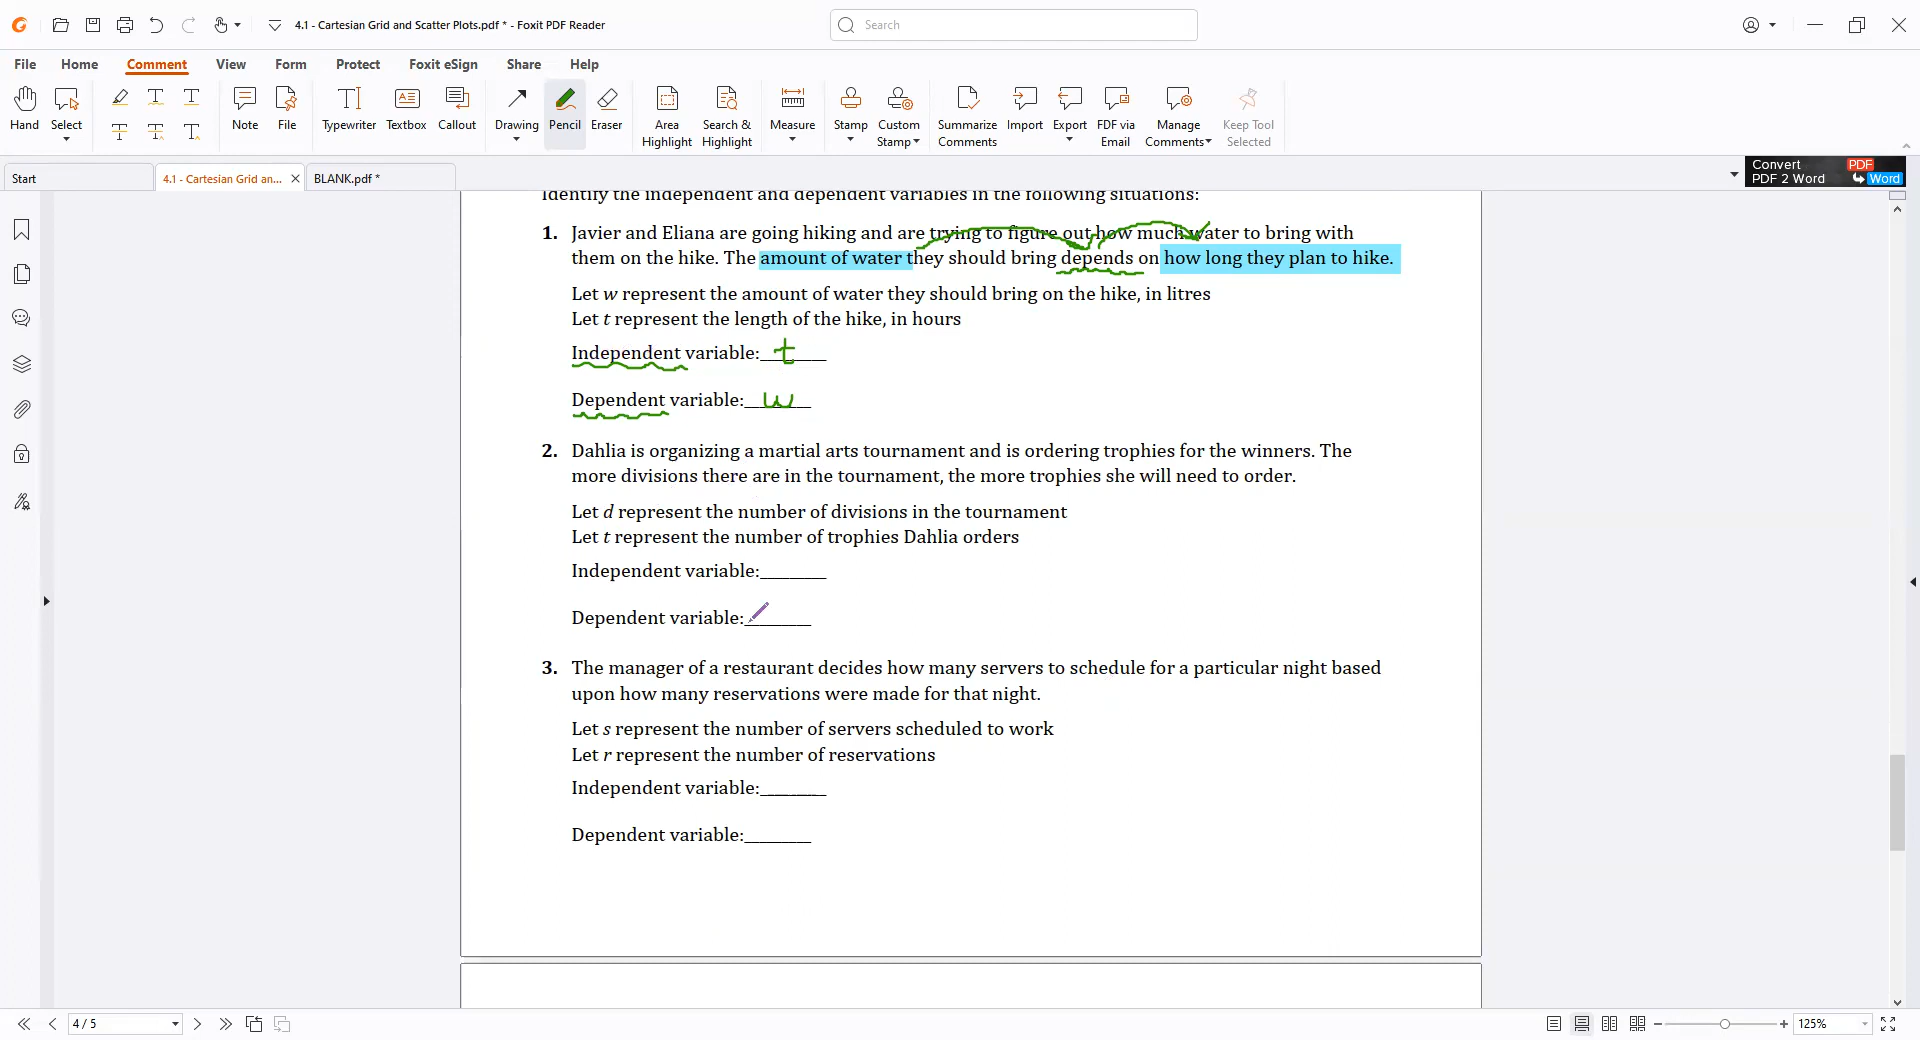 4.1 - Cartesian Grid and Scatter Plots.pdf * - Foxit PDF Reader
Search
File Home Comment View Form Protect Foxit eSign Share Help
Hand Select Note File Typewriter Textbox Callout Drawing Pencil Eraser Area Highlight Search & Highlight Measure Stamp Custom Stamp Summarize Comments Import Export FDF via Email Manage Comments Keep Tool Selected
Start 4.1 - Cartesian Grid an... BLANK.pdf *
Convert PDF
PDF 2 Word Word
Identify the independent and dependent variables in the following situations:
1. Javier and Eliana are going hiking and are trying to figure out how much water to bring with
them on the hike. The amount of water they should bring depends on how long they plan to hike.
Let w represent the amount of water they should bring on the hike, in litres
Let t represent the length of the hike, in hours
Independent variable:_______ t
Dependent variable:_______ w
2. Dahlia is organizing a martial arts tournament and is ordering trophies for the winners. The
more divisions there are in the tournament, the more trophies she will need to order.
Let d represent the number of divisions in the tournament
Let t represent the number of trophies Dahlia orders
Independent variable:_______
Dependent variable:_______
3. The manager of a restaurant decides how many servers to schedule for a particular night based
upon how many reservations were made for that night.
Let s represent the number of servers scheduled to work
Let r represent the number of reservations
Independent variable:_______
Dependent variable:_______
4 / 5
125%